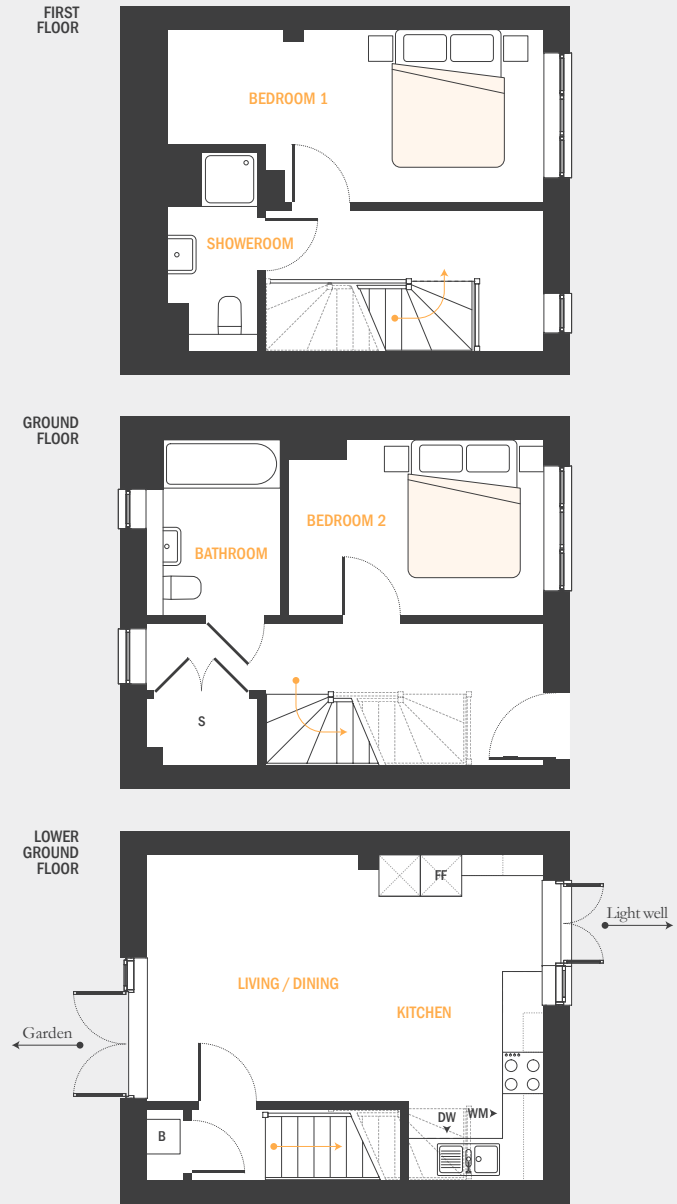 FIRST
FLOOR
BEDROOM 1
SHOWEROOM
GROUND
FLOOR
BEDROOM 2
BATHROOM
S
LOWER
GROUND
FLOOR
FF
Light well
LIVING / DINING
KITCHEN
Garden
DW
WM
B